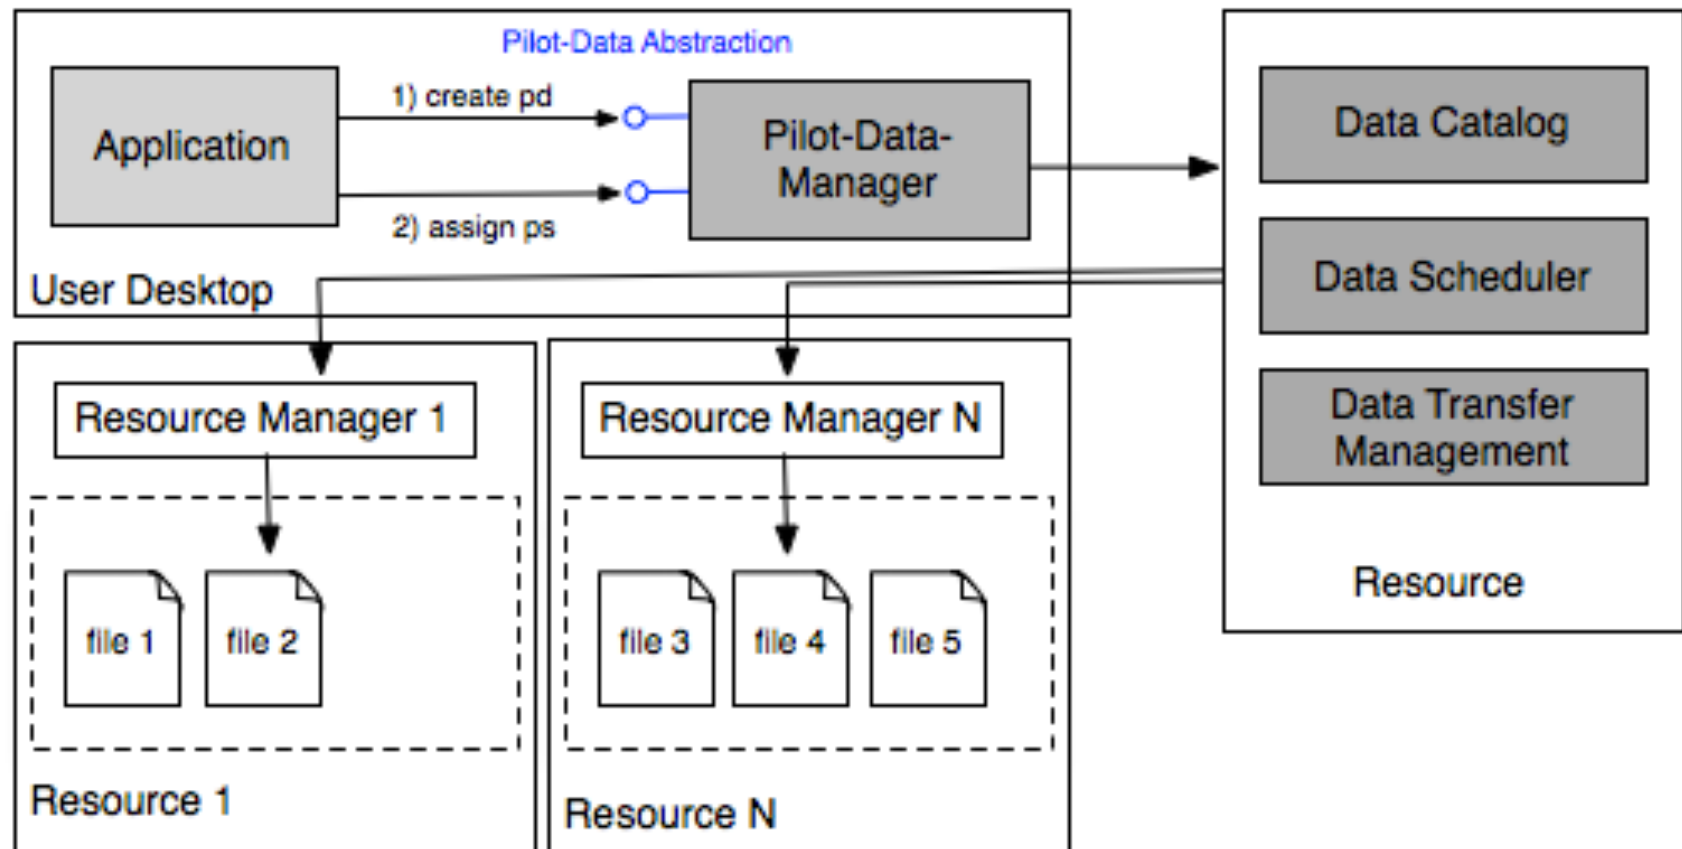 Pilot-Data Abstraction
Application
1) create pd
2) assign ps
Pilot-Data-
Manager
User Desktop
Data Catalog
Data Scheduler
Data Transfer
Management
Resource
Resource Manager 1
file 1
file 2
Resource 1
Resource Manager N
file 3
file 4
file 5
Resource N